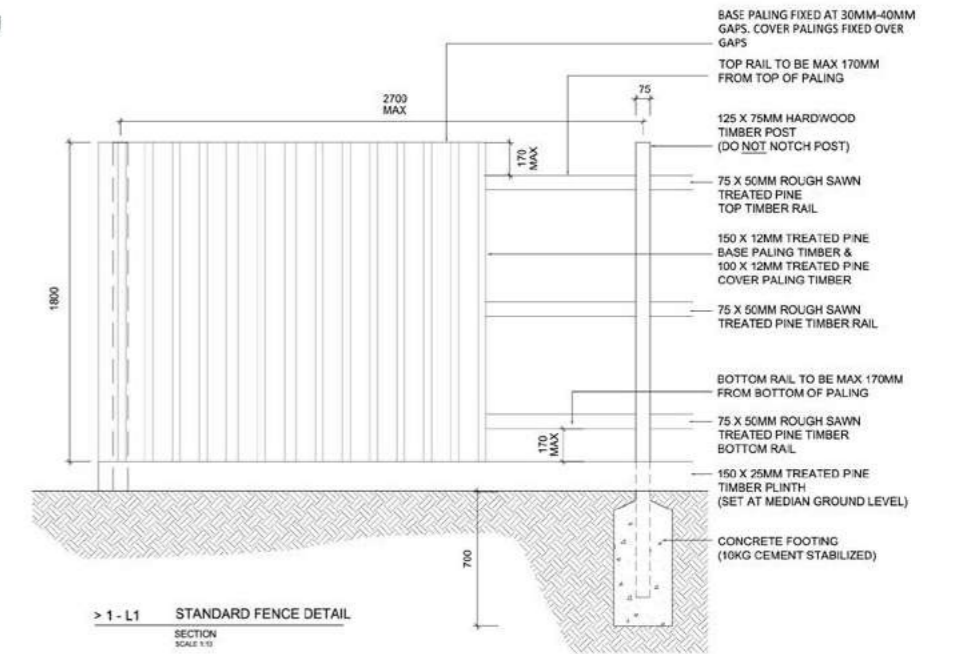 BASE PALING FIXED AT 30MM-40MM
GAPS. COVER PALINGS FIXED OVER
GAPS
TOP RAIL TO BE MAX 170MM
FROM TOP OF PALING
75
2700
MAX
125 X 75MM HARDWOOD
TIMBER POST
(DO NOT NOTCH POST)
170
MAX
75 X 50MM ROUGH SAWN
TREATED PINE
TOP TIMBER RAIL
150 X 12MM TREATED PINE
BASE PALING TIMBER &
100 X 12MM TREATED PINE
COVER PALING TIMBER
1800
75 X 50MM ROUGH SAWN
TREATED PINE TIMBER RAIL
BOTTOM RAIL TO BE MAX 170MM
FROM BOTTOM OF PALING
170
MAX
75 X 50MM ROUGH SAWN
TREATED PINE TIMBER
BOTTOM RAIL
150 X 25MM TREATED PINE
TIMBER PLINTH
(SET AT MEDIAN GROUND LEVEL)
700
CONCRETE FOOTING
(10KG CEMENT STABILIZED)
> 1 - L1 STANDARD FENCE DETAIL
SECTION